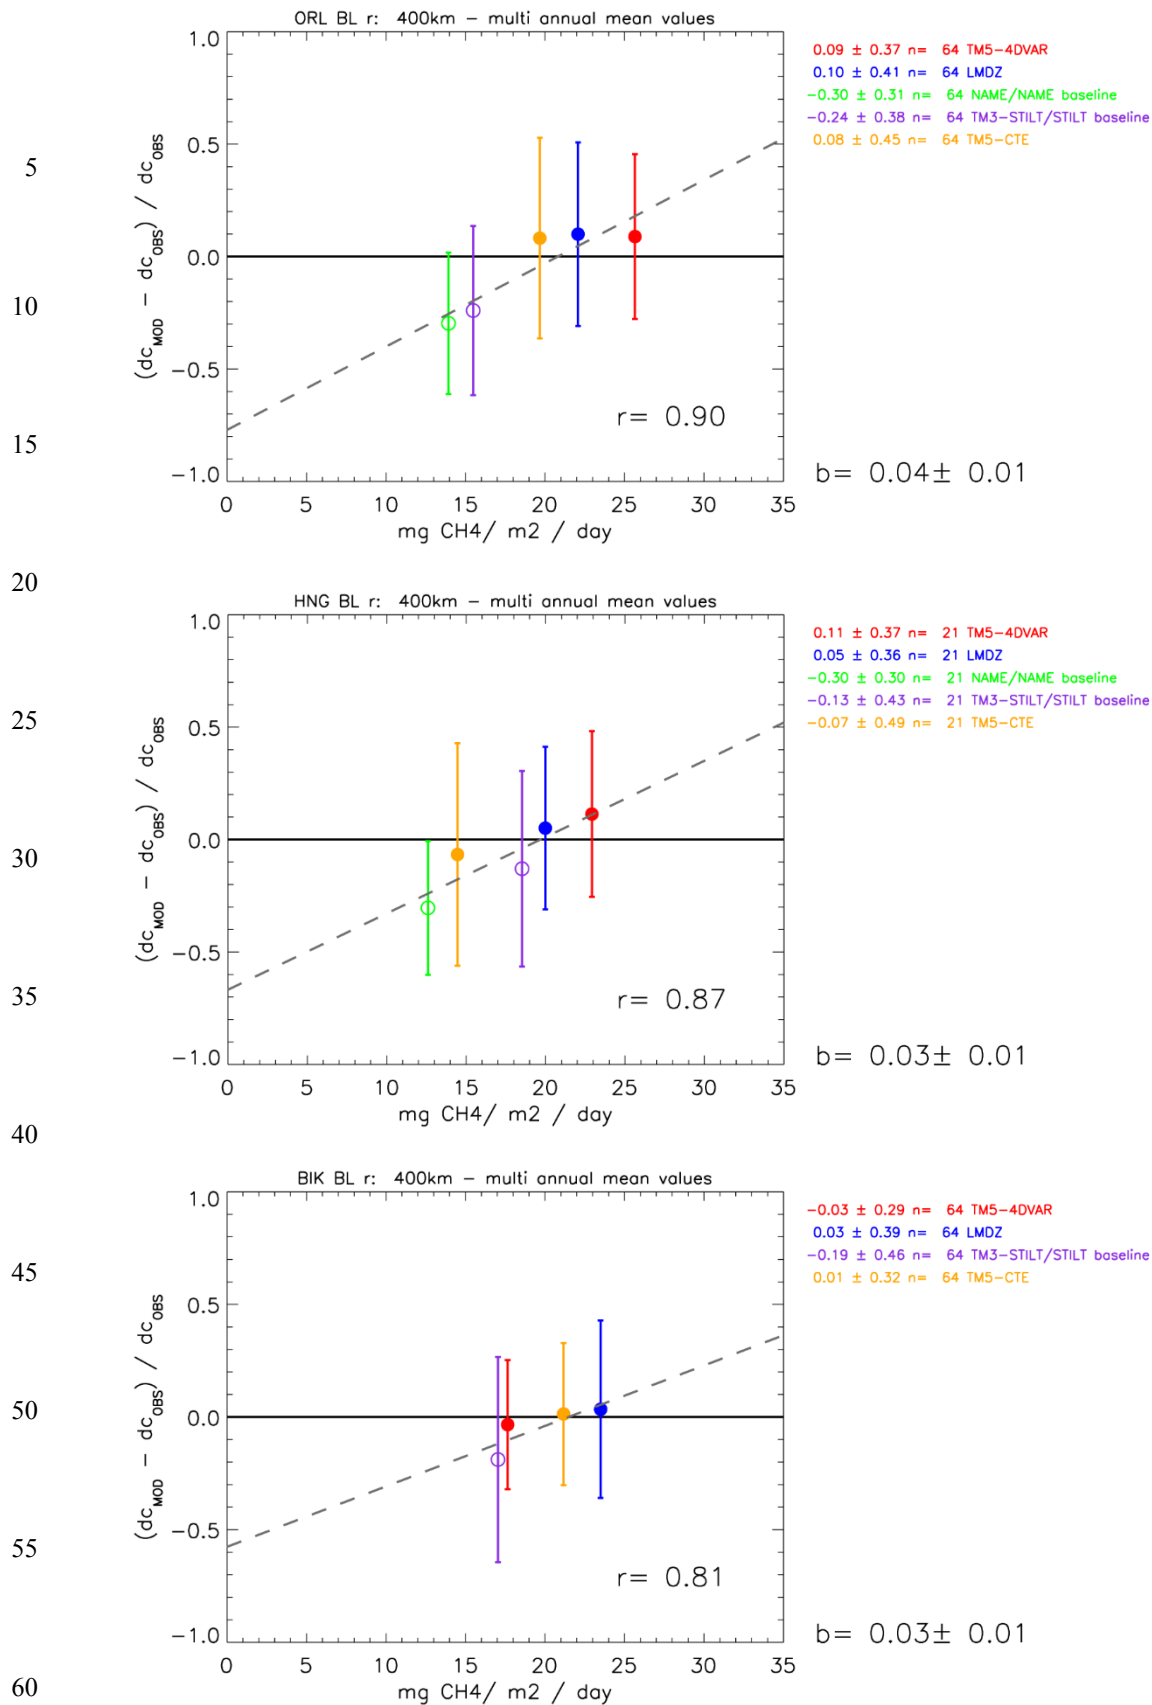 ORL BL r: 400km – multi annual mean values
0.09 ± 0.37 n= 64 TM5–4DVAR
0.10 ± 0.41 n= 64 LMDZ
–0.30 ± 0.31 n= 64 NAME/NAME baseline
–0.24 ± 0.38 n= 64 TM3–STILT/STILT baseline
0.08 ± 0.45 n= 64 TM5–CTE
1.0
0.5
0.0
–0.5
–1.0
(dcMOD – dcOBS) / dcOBS
r= 0.90
b= 0.04± 0.01
0 5 10 15 20 25 30 35
mg CH4/ m2 / day
HNG BL r: 400km – multi annual mean values
0.11 ± 0.37 n= 21 TM5–4DVAR
0.05 ± 0.36 n= 21 LMDZ
–0.30 ± 0.30 n= 21 NAME/NAME baseline
–0.13 ± 0.43 n= 21 TM3–STILT/STILT baseline
–0.07 ± 0.49 n= 21 TM5–CTE
1.0
0.5
0.0
–0.5
–1.0
(dcMOD – dcOBS) / dcOBS
r= 0.87
b= 0.03± 0.01
0 5 10 15 20 25 30 35
mg CH4/ m2 / day
BIK BL r: 400km – multi annual mean values
–0.03 ± 0.29 n= 64 TM5–4DVAR
0.03 ± 0.39 n= 64 LMDZ
–0.19 ± 0.46 n= 64 TM3–STILT/STILT baseline
0.01 ± 0.32 n= 64 TM5–CTE
1.0
0.5
0.0
–0.5
–1.0
(dcMOD – dcOBS) / dcOBS
r= 0.81
b= 0.03± 0.01
0 5 10 15 20 25 30 35
mg CH4/ m2 / day
5
10
15
20
25
30
35
40
45
50
55
60